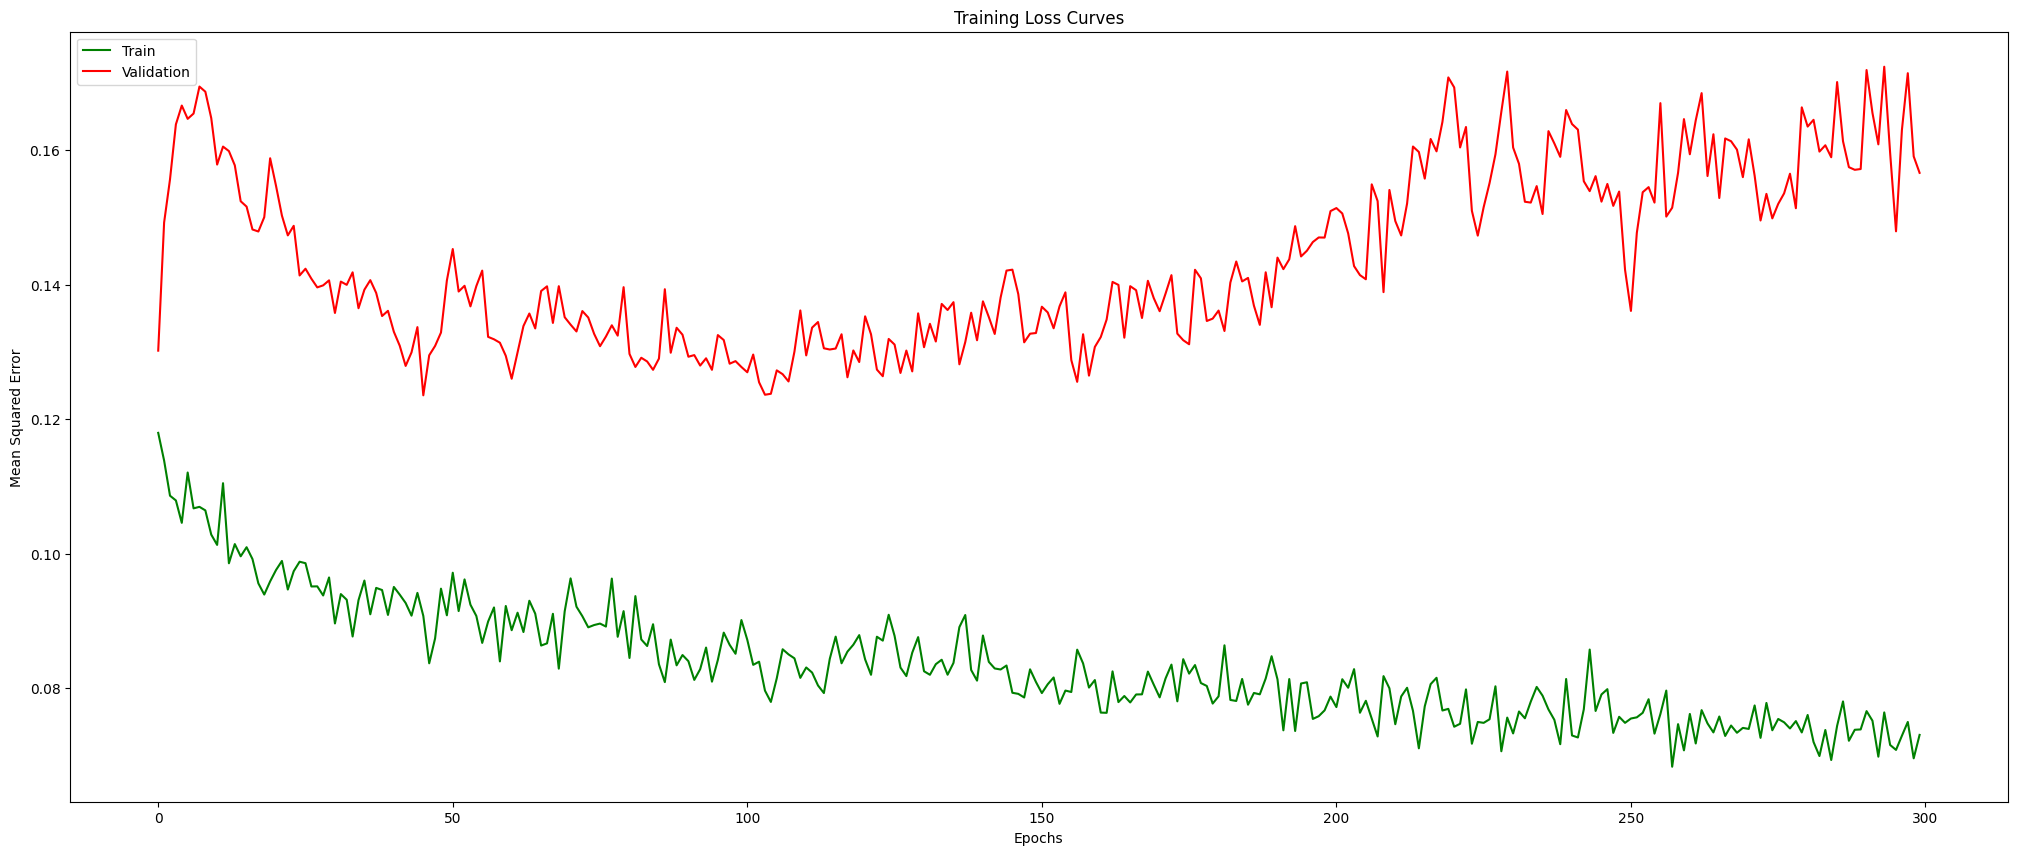 Training Loss Curves
Train
Validation
0.16
0.14
0.12
0.10
0.08
Mean Squared Error
0
50
100
150
200
250
300
Epochs